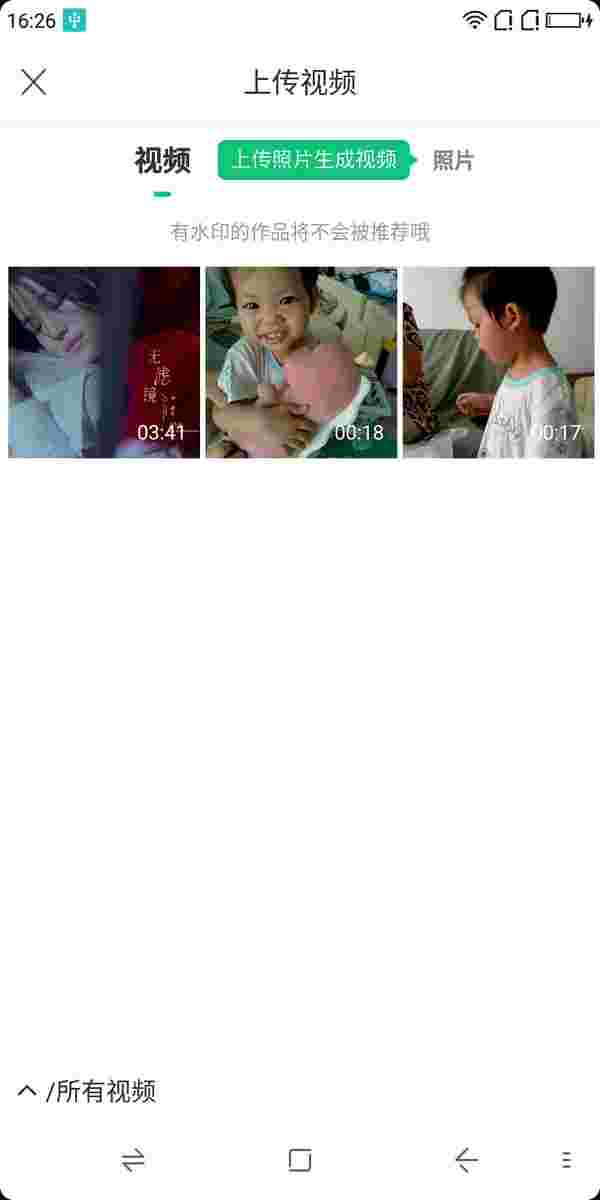 16:26
上传视频
视频
上传照片生成视频
照片
有水印的作品将不会被推荐哦
03:41
00:18
00:17
/所有视频